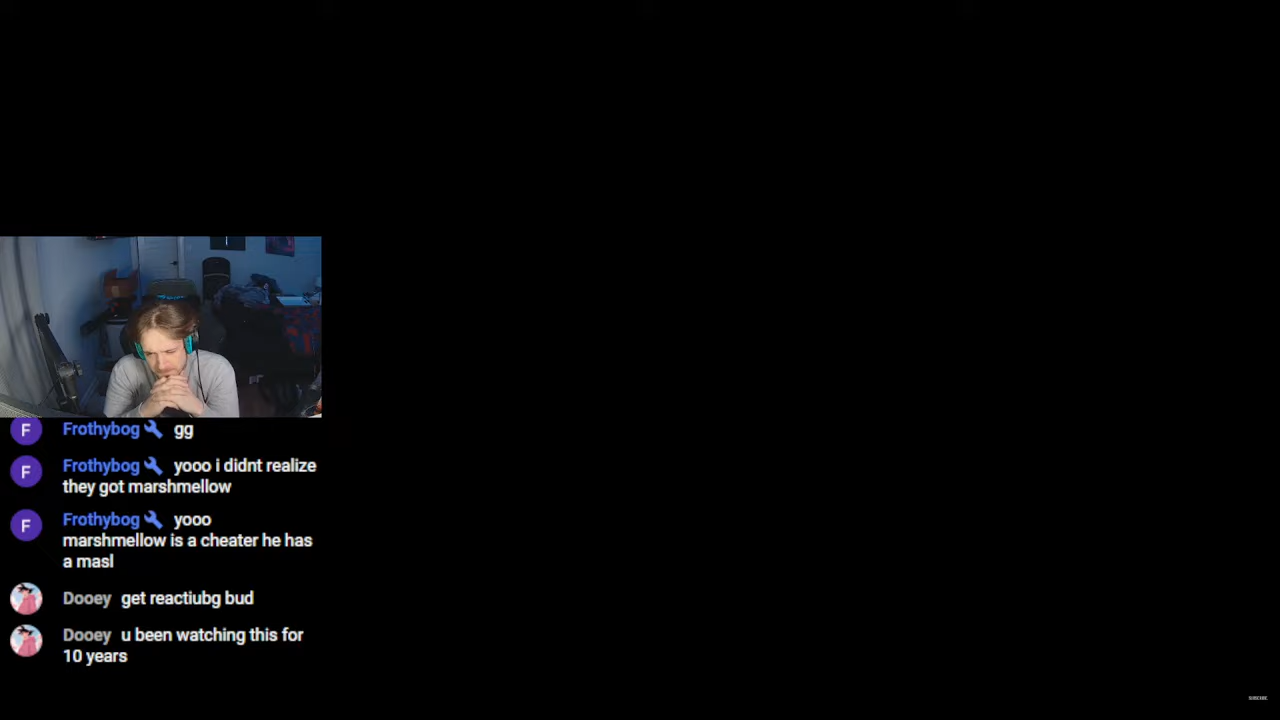 F Frothybog gg
F Frothybog yooo i didnt realize
they got marshmellow
F Frothybog yooo
marshmellow is a cheater he has
a masl
Dooey get reactiubg bud
Dooey u been watching this for
10 years